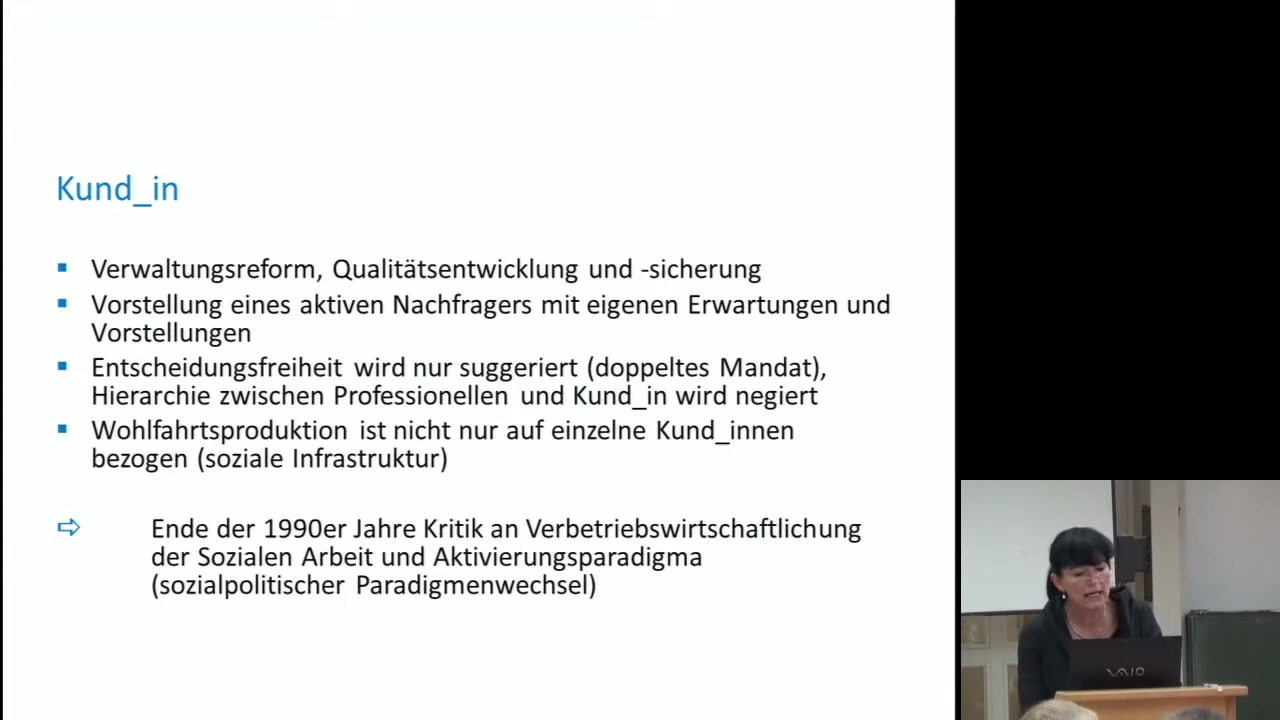 Kund_in
▪ Verwaltungsreform, Qualitätsentwicklung und -sicherung
▪ Vorstellung eines aktiven Nachfragers mit eigenen Erwartungen und
Vorstellungen
▪ Entscheidungsfreiheit wird nur suggeriert (doppeltes Mandat),
Hierarchie zwischen Professionellen und Kund_in wird negiert
▪ Wohlfahrtsproduktion ist nicht nur auf einzelne Kund_innen
bezogen (soziale Infrastruktur)
⇨ Ende der 1990er Jahre Kritik an Verbetriebswirtschaftlichung
der Sozialen Arbeit und Aktivierungsparadigma
(sozialpolitischer Paradigmenwechsel)
VAIO